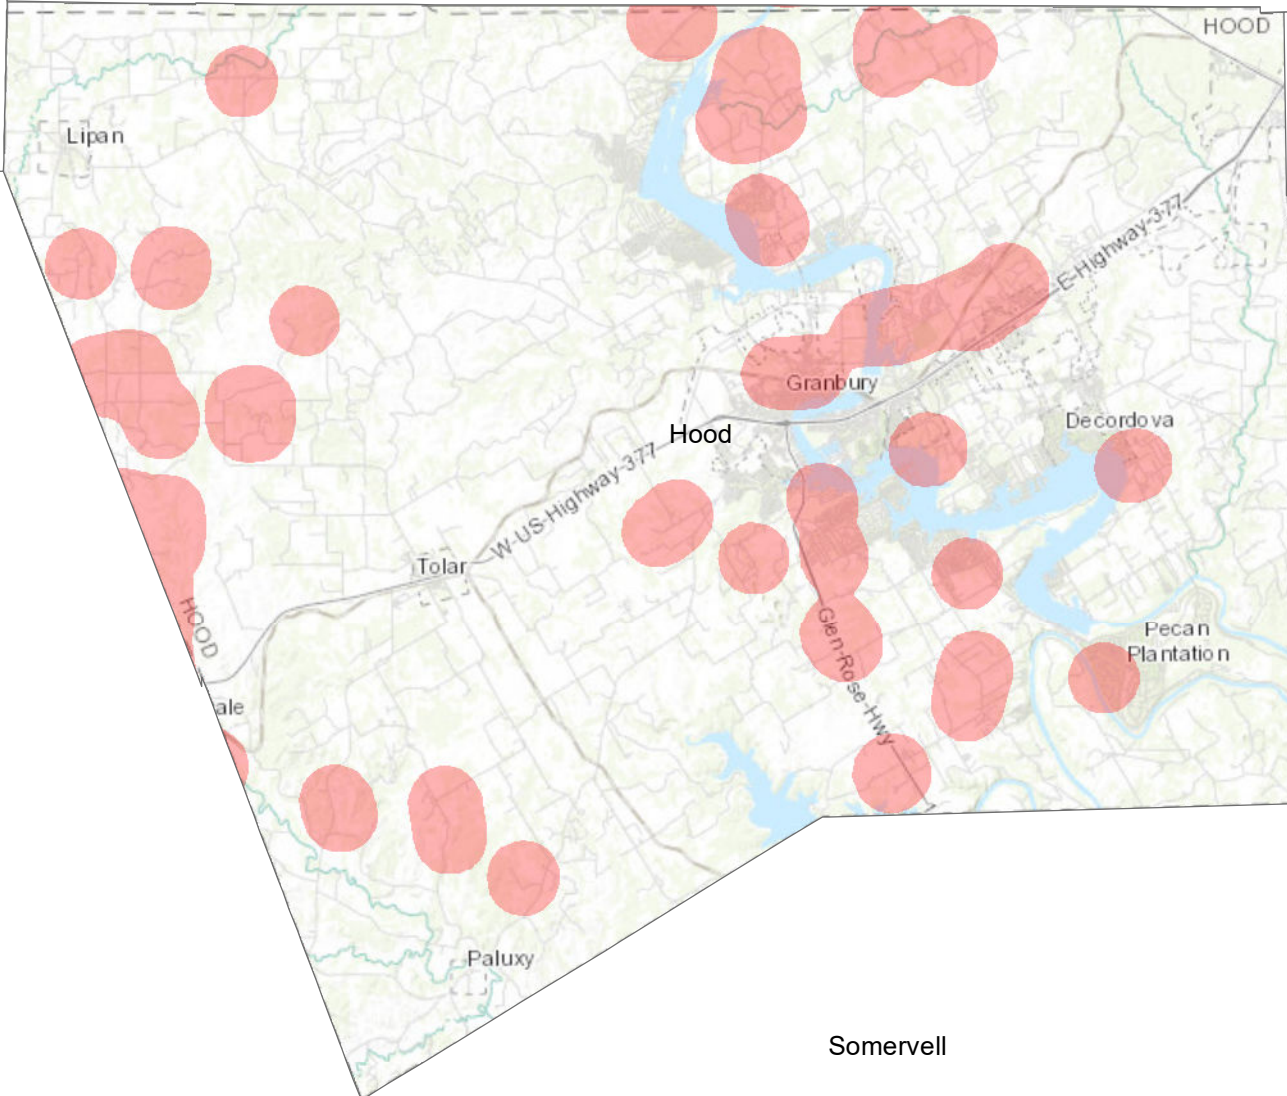 HOOD
Lipan
E-Highway-377
Granbury
Decordova
Hood
W-US-Highway-377
Tolar
HOOD
Glen-Rose-Hwy
Pecan
Plantation
ale
Paluxy
Somervell